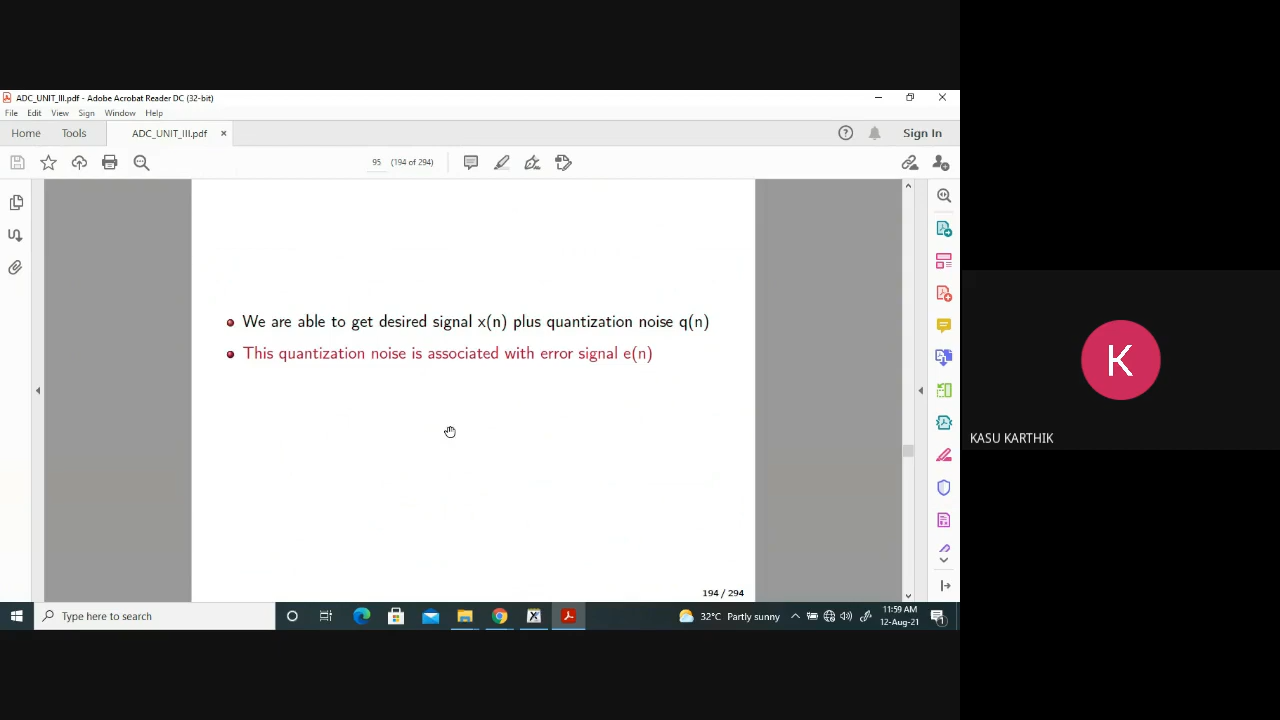 ADC_UNIT_III.pdf - Adobe Acrobat Reader DC (32-bit)
File Edit View Sign Window Help
Home Tools ADC_UNIT_III.pdf × Sign In
95 (194 of 294)
We are able to get desired signal x(n) plus quantization noise q(n)
This quantization noise is associated with error signal e(n)
194 / 294
K
KASU KARTHIK
Type here to search
32°C Partly sunny
11:59 AM
12-Aug-21
1